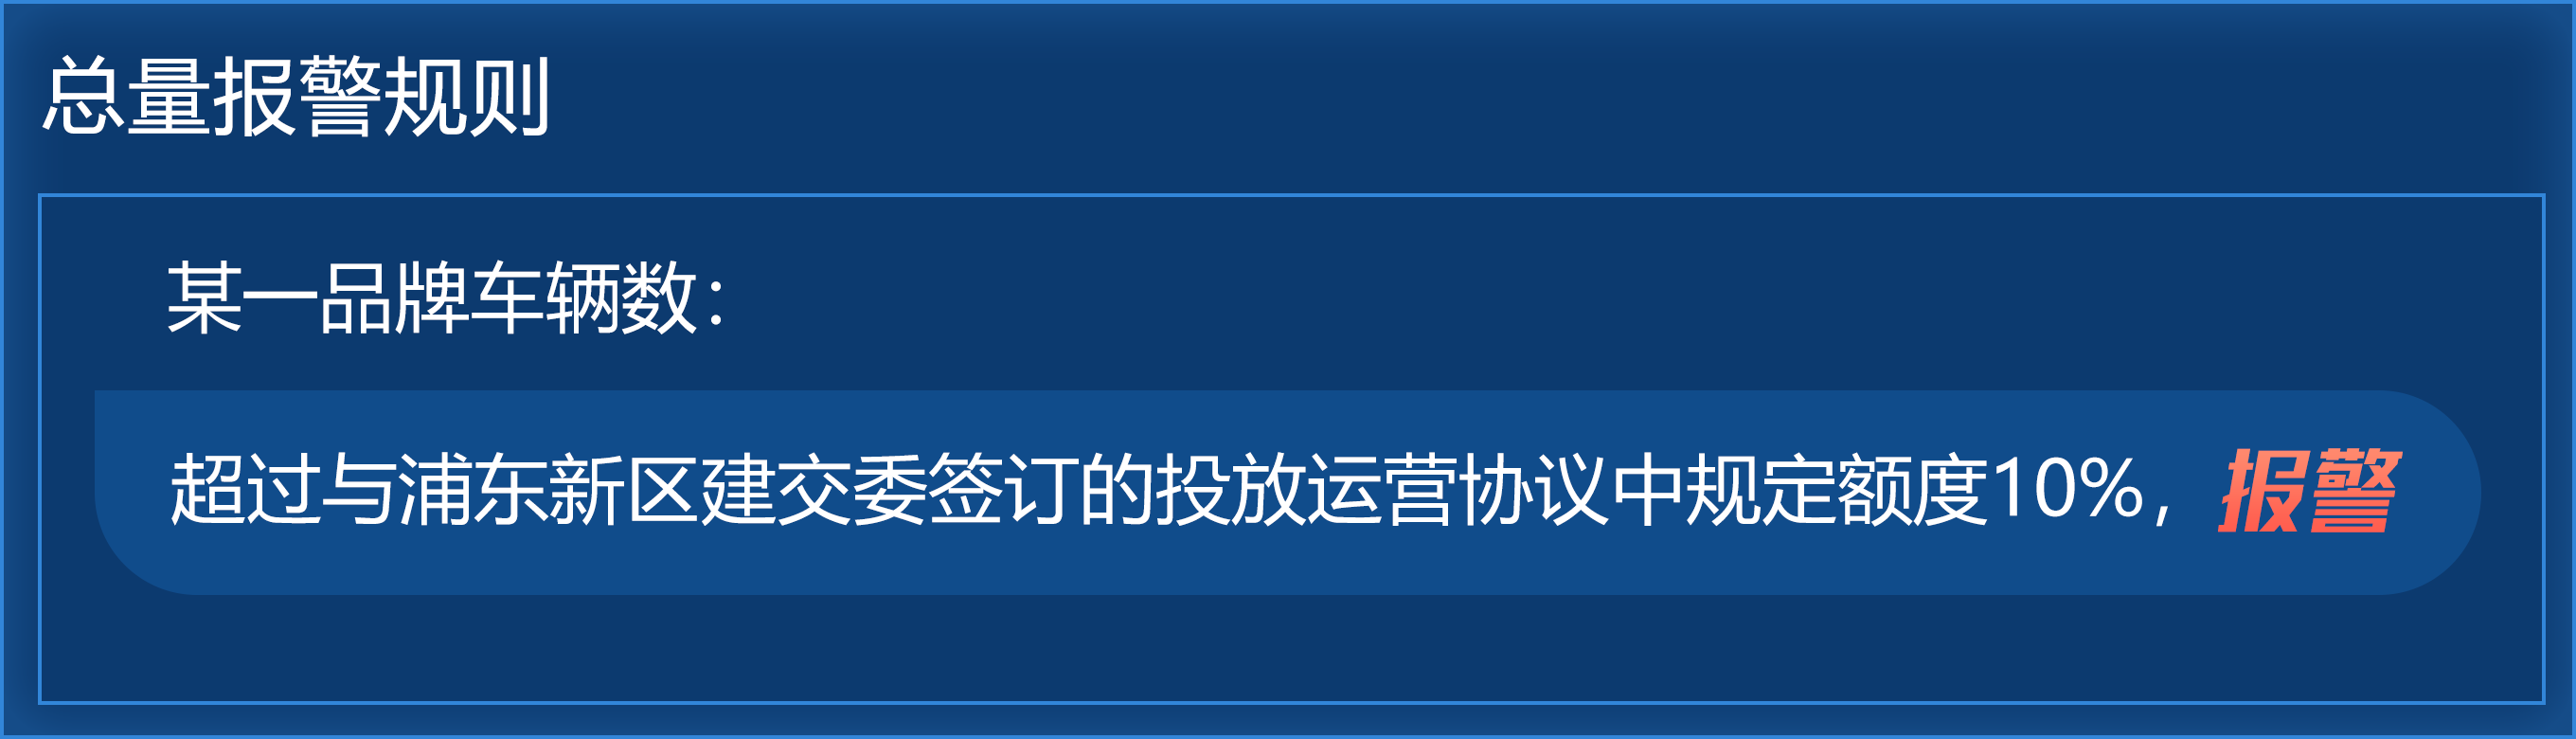 总量报警规则
某一品牌车辆数：
超过与浦东新区建交委签订的投放运营协议中规定额度10%，报警